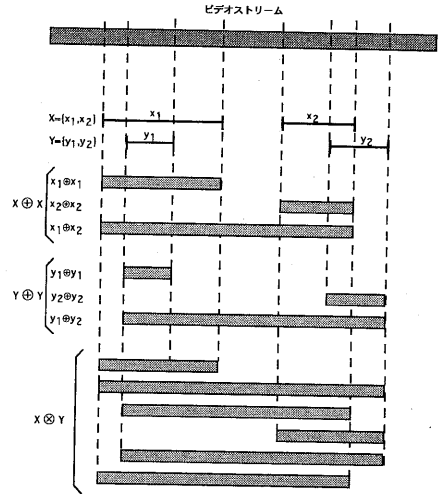 ビデオストリーム
X={x₁,x₂} x₁ x₂
Y={y₁,y₂} y₁ y₂
X ⊕ X
x₁⊕x₁
x₂⊕x₂
x₁⊕x₂
Y ⊕ Y
y₁⊕y₁
y₂⊕y₂
y₁⊕y₂
X ⊗ Y